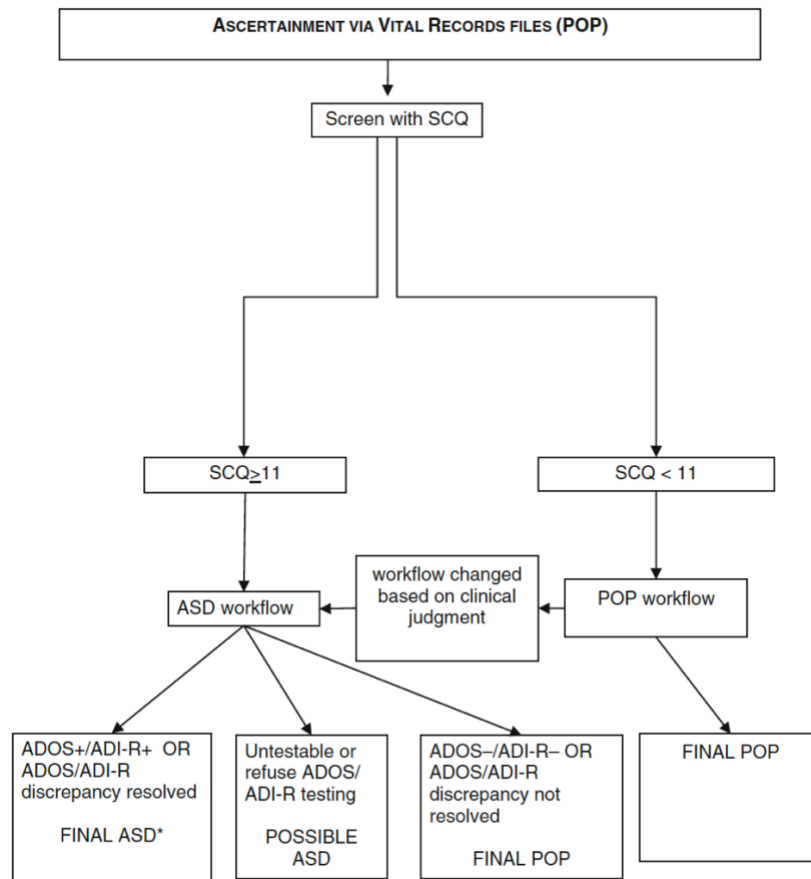 ASCERTAINMENT VIA VITAL RECORDS FILES (POP)
Screen with SCQ
SCQ≥11
SCQ < 11
ASD workflow
workflow changed
based on clinical
judgment
POP workflow
ADOS+/ADI-R+ OR
ADOS/ADI-R
discrepancy resolved
FINAL ASD*
Untestable or
refuse ADOS/
ADI-R testing
POSSIBLE
ASD
ADOS–/ADI-R– OR
ADOS/ADI-R
discrepancy not
resolved
FINAL POP
FINAL POP